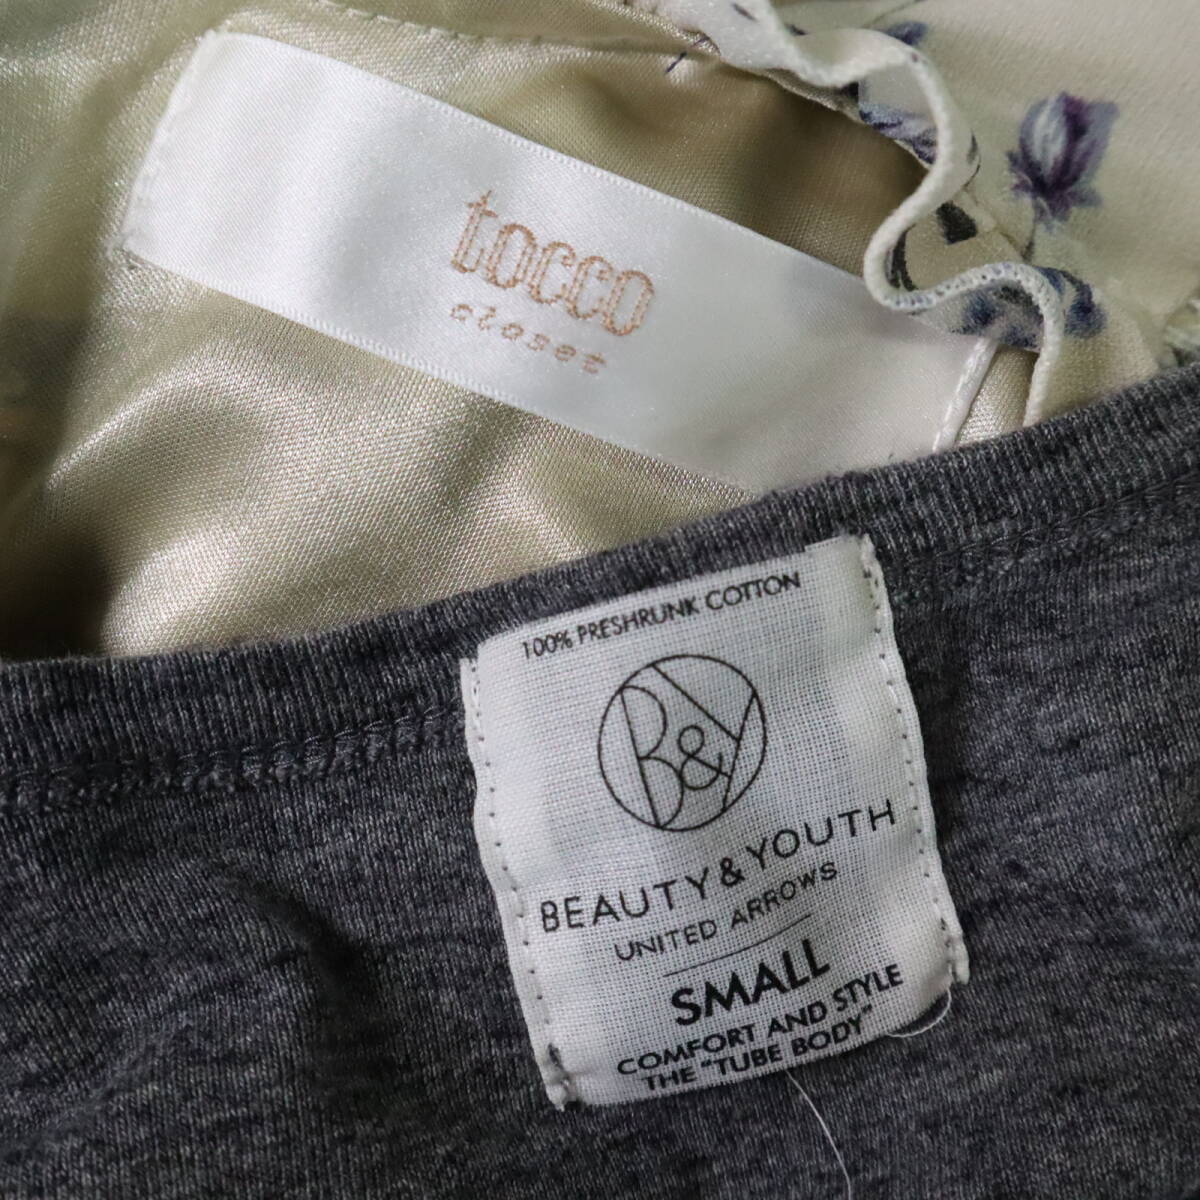 tocco
closet
100% PRESHRUNK COTTON
B&Y
BEAUTY & YOUTH
UNITED ARROWS
SMALL
COMFORT AND STYLE
THE "TUBE BODY"